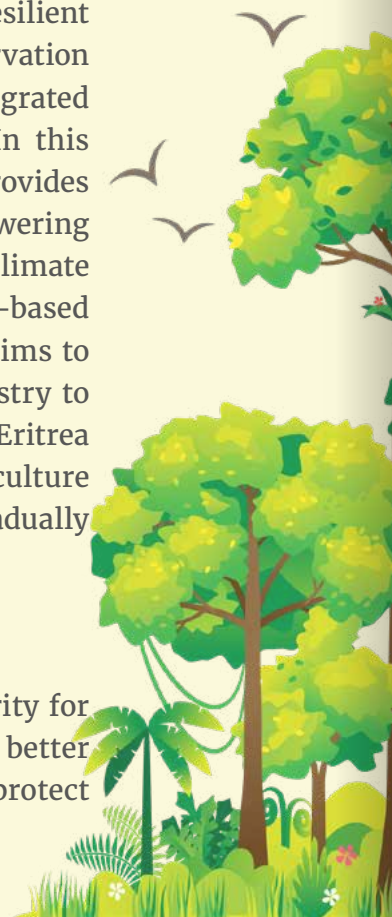 esilient
rvation
grated
In this
rovides
wering
limate
-based
ims to
stry to
Eritrea
culture
adually
rity for
better
protect